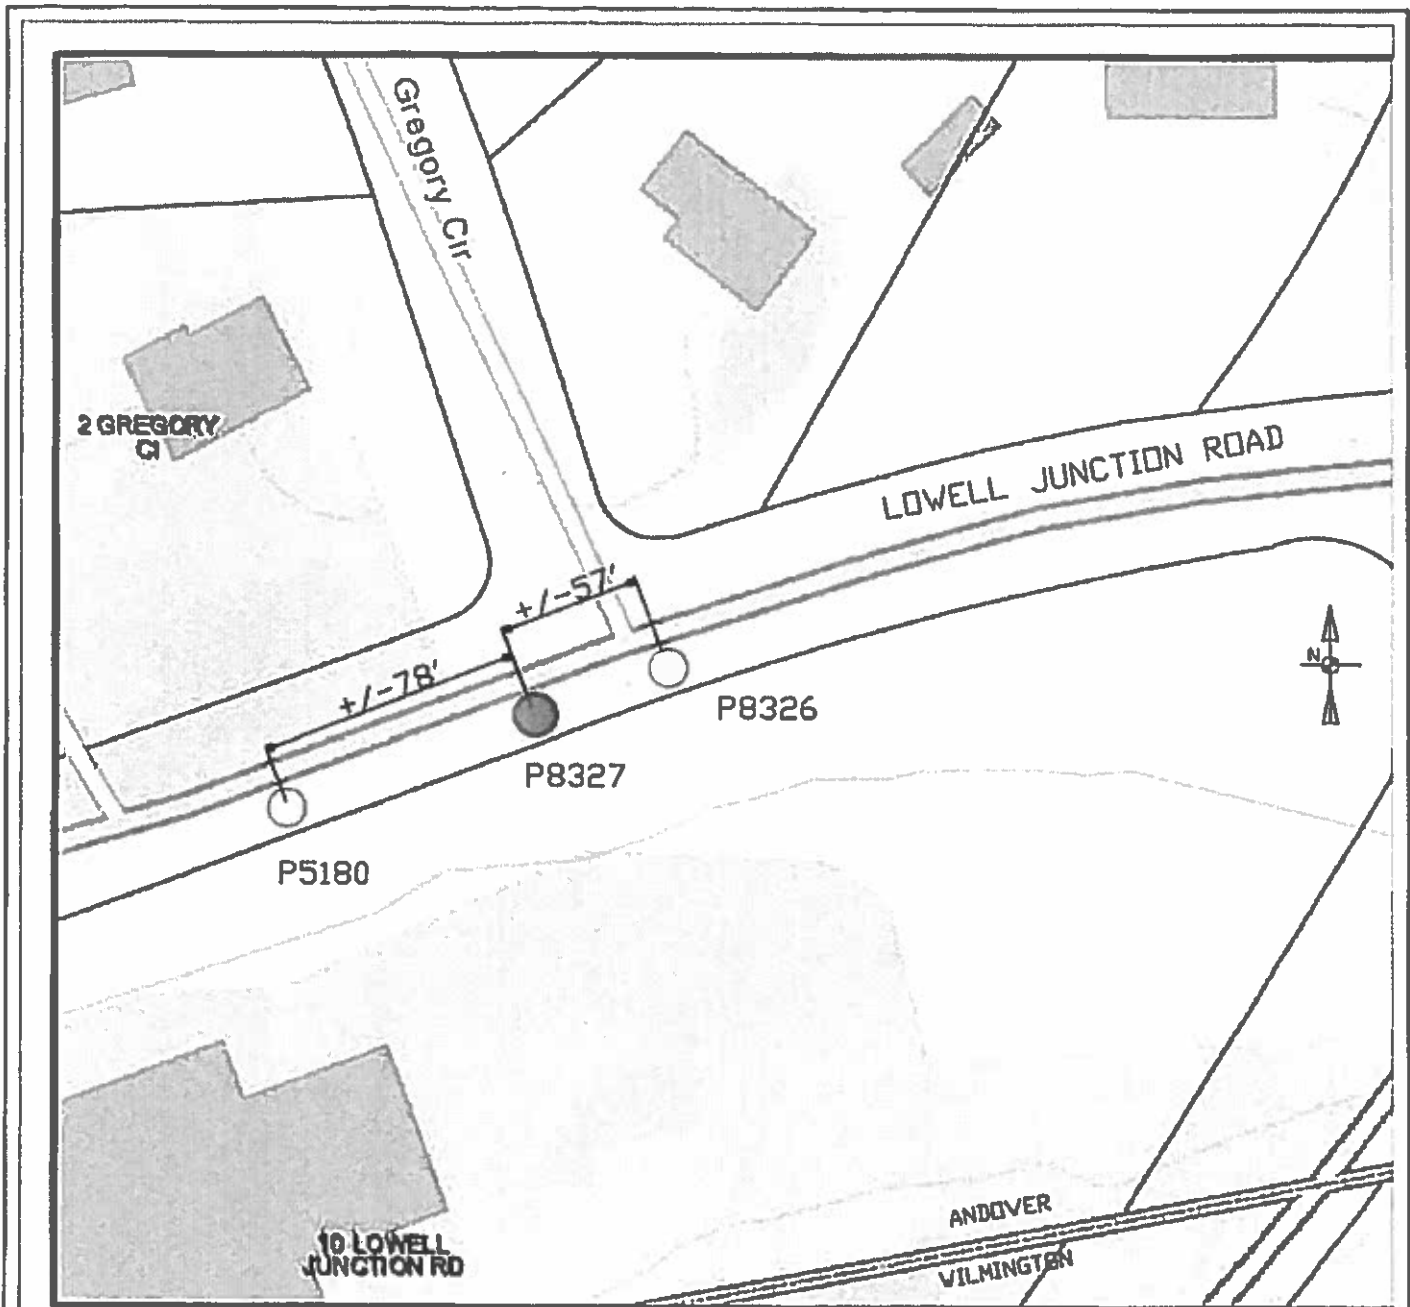 Gregory Cir
2 GREGORY
CI
LOWELL JUNCTION ROAD
+/-57'
+/-78'
N
P8326
P8327
P5180
ANDOVER
WILMINGTON
10 LOWELL
JUNCTION RD